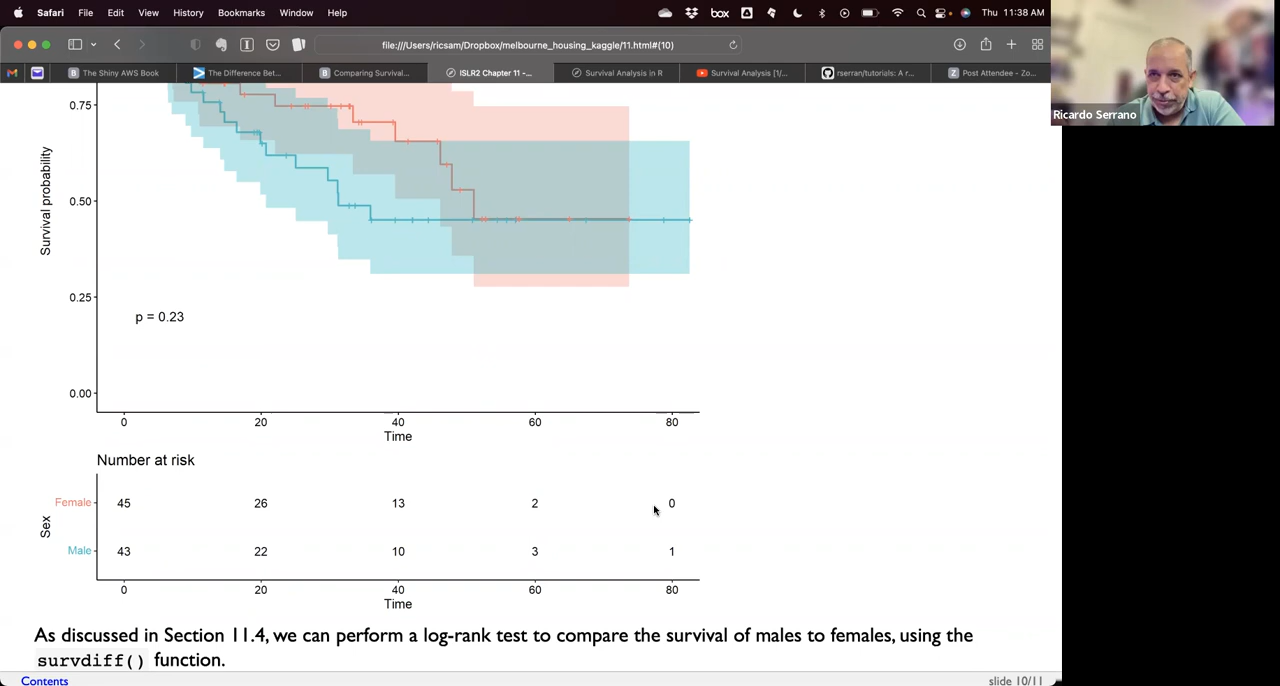 Safari File Edit View History Bookmarks Window Help box Thu 11:38 AM
file:///Users/ricsam/Dropbox/melbourne_housing_kaggle/11.html#(10)
The Shiny AWS Book The Difference Bet... Comparing Survival... ISLR2 Chapter 11 -... Survival Analysis in R Survival Analysis [1/... rserran/tutorials: A r... Post Attendee - Zo...
Ricardo Serrano
0.75
0.50
0.25
0.00
Survival probability
p = 0.23
0 20 40 60 80
Time
Number at risk
Sex
Female 45 26 13 2 0
Male 43 22 10 3 1
0 20 40 60 80
Time
As discussed in Section 11.4, we can perform a log-rank test to compare the survival of males to females, using the
survdiff() function.
Contents slide 10/11